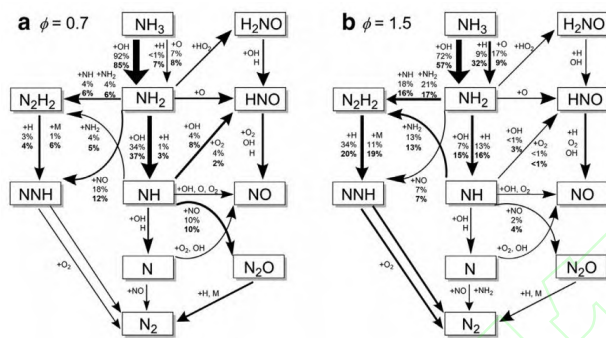 a ϕ = 0.7
NH3
H2NO
+OH
92%
85%
+H
<1%
7%
+O
7%
8%
+HO2
+OH
H
+NH
4%
6%
+NH2
4%
6%
N2H2
NH2
+O
HNO
+H
3%
4%
+M
1%
6%
+NH2
4%
5%
+OH
34%
37%
+H
1%
3%
+OH
4%
8%
+O2
4%
2%
+O2
OH
H
+NO
18%
12%
NNH
NH
+OH, O, O2
NO
+NO
10%
10%
+OH
H
+O2, OH
+O2
N
N2O
+NO
+H, M
N2
b ϕ = 1.5
NH3
H2NO
+OH
72%
57%
+H
9%
32%
+O
17%
9%
+HO2
+H
OH
+NH
18%
16%
+NH2
21%
17%
N2H2
NH2
+O
HNO
+H
34%
20%
+M
11%
19%
+NH2
13%
13%
+OH
7%
15%
+H
13%
16%
+OH
<1%
3%
+O2
<1%
<1%
+H
O2
OH
+NO
7%
7%
NNH
NH
+OH, O2
NO
+NO
2%
4%
+OH
H
+O2, OH
+O2
N
N2O
+NO
+NH2
+H, M
N2